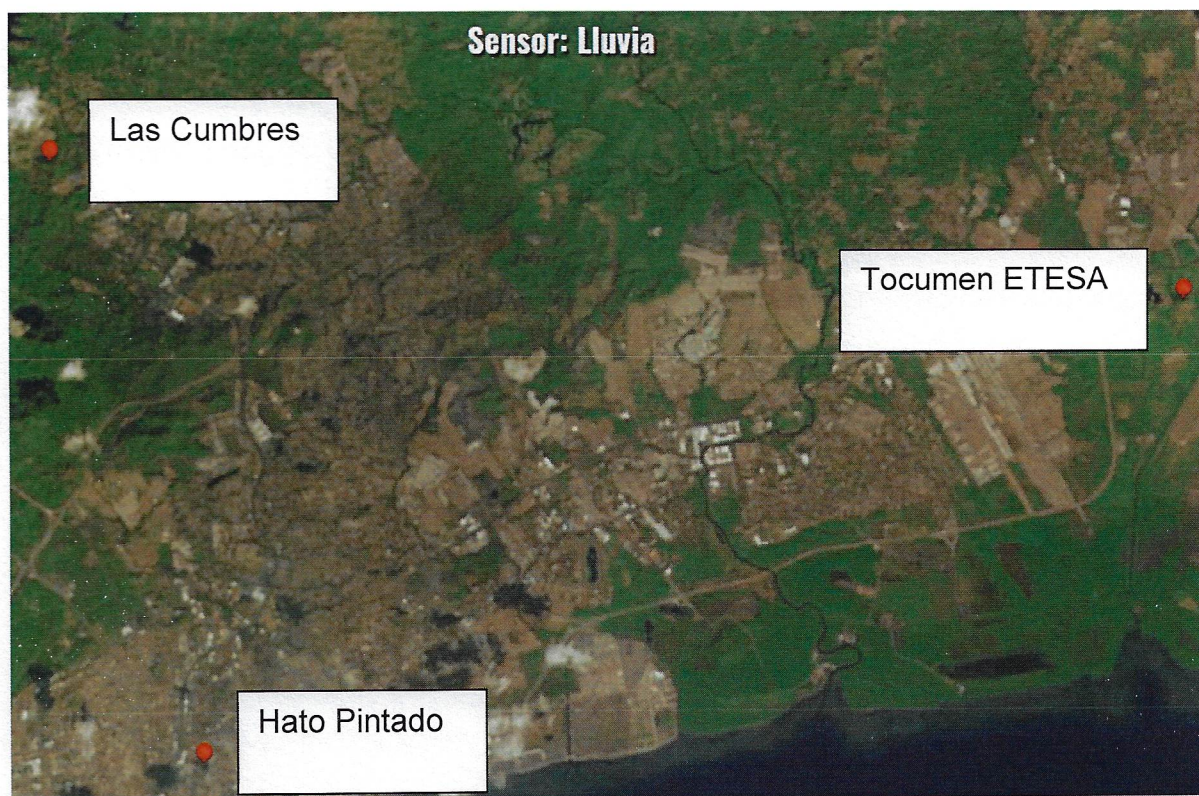 Sensor: Lluvia
Las Cumbres
Tocumen ETESA
Hato Pintado